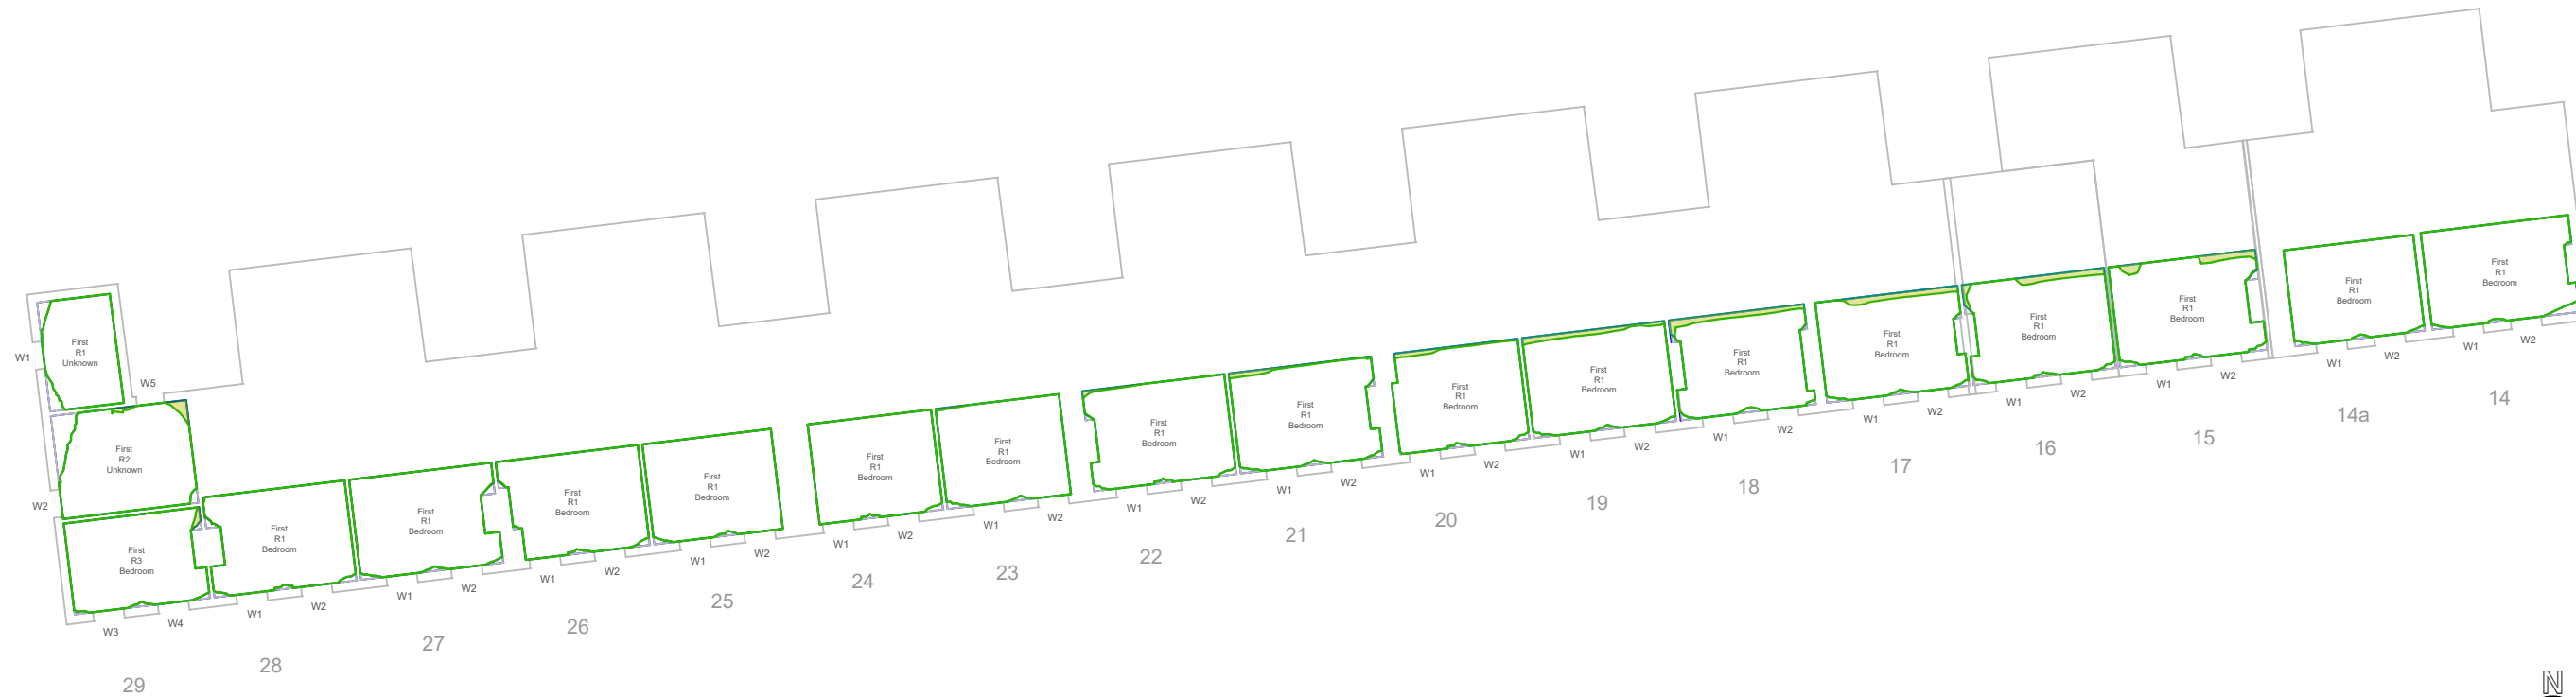 W1
First
R1
Unknown
W5
First
R2
Unknown
W2
First
R3
Bedroom
W3
W4
29
First
R1
Bedroom
W1
W2
28
First
R1
Bedroom
W1
W2
27
First
R1
Bedroom
W1
W2
26
First
R1
Bedroom
W1
W2
25
First
R1
Bedroom
W1
W2
24
First
R1
Bedroom
W1
W2
23
First
R1
Bedroom
W1
W2
22
First
R1
Bedroom
W1
W2
21
First
R1
Bedroom
W1
W2
20
First
R1
Bedroom
W1
W2
19
First
R1
Bedroom
W1
W2
18
First
R1
Bedroom
W1
W2
17
First
R1
Bedroom
W1
W2
16
First
R1
Bedroom
W1
W2
15
First
R1
Bedroom
W1
W2
14a
First
R1
Bedroom
W1
W2
14
N